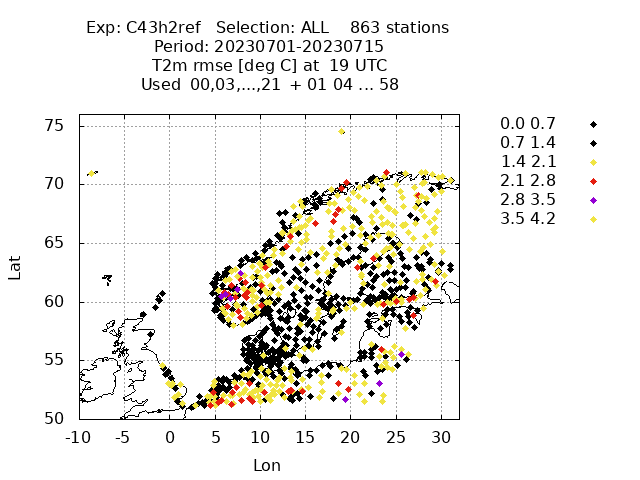 Exp: C43h2ref   Selection: ALL    863 stations
Period: 20230701-20230715
T2m rmse [deg C] at  19 UTC
Used  00,03,...,21  + 01 04 ... 58
75
70
65
60
55
50
Lat
-10 -5 0 5 10 15 20 25 30
Lon
0.0 0.7
0.7 1.4
1.4 2.1
2.1 2.8
2.8 3.5
3.5 4.2